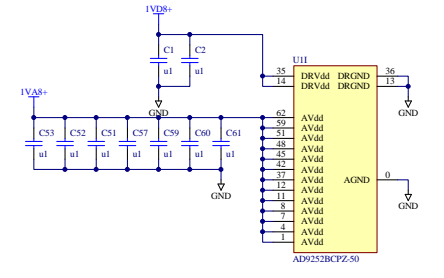 1VD8+
C1 C2
u1 u1
GND
U1I
35 DRVdd DRGND 36
14 DRVdd DRGND 13
GND
1VA8+
C53 C52 C51 C57 C59 C60 C61
u1 u1 u1 u1 u1 u1 u1
GND
62 AVdd
59 AVdd
51 AVdd
48 AVdd
45 AVdd
42 AVdd
37 AVdd AGND 0
12 AVdd
11 AVdd
8 AVdd
7 AVdd
4 AVdd
1 AVdd
GND
AD9252BCPZ-50